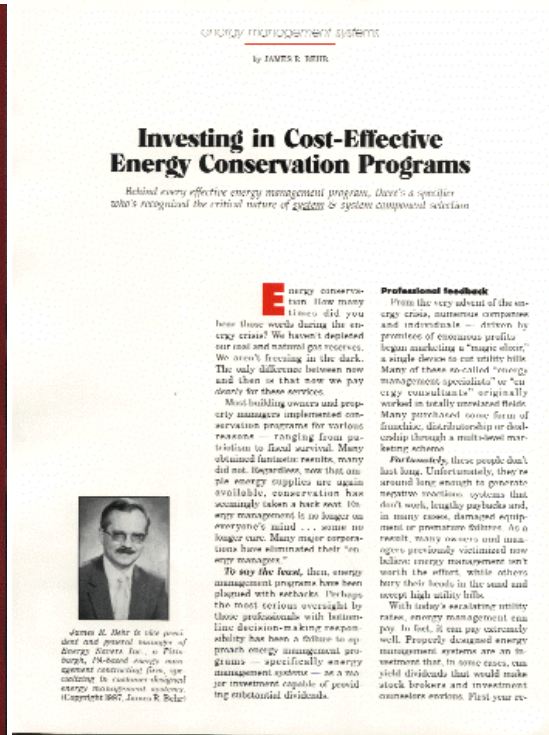 energy management systems
by JAMES R. BEHR
Investing in Cost-Effective
Energy Conservation Programs
Behind every effective energy management program, there's a specifier
who's recognized the critical nature of system & system component selection
Energy conserva-
tion. How many
times did you
hear those words during the en-
ergy crisis? We haven't depleted
our coal and natural gas reserves.
We aren't freezing in the dark.
The only difference between now
and then is that now we pay
dearly for these services.
Most building owners and prop-
erty managers implemented con-
servation programs for various
reasons — ranging from pa-
triotism to fiscal survival. Many
obtained fantastic results, many
did not. Regardless, now that am-
ple energy supplies are again
available, conservation has
seemingly taken a back seat. En-
ergy management is no longer on
everyone's mind . . . some no
longer care. Many major corpora-
tions have eliminated their "en-
ergy managers."
To say the least, then, energy
management programs have been
plagued with setbacks. Perhaps
the most serious oversight by
those professionals with bottom-
line decision-making respon-
sibility has been a failure to ap-
proach energy management pro-
grams — specifically energy
management systems — as a ma-
jor investment capable of provid-
ing substantial dividends.
Professional feedback
From the very advent of the en-
ergy crisis, numerous companies
and individuals — driven by
promises of enormous profits —
began marketing a "magic elixir,"
a single device to cut utility bills.
Many of these so-called "energy
management specialists" or "en-
ergy consultants" originally
worked in totally unrelated fields.
Many purchased some form of
franchise, distributorship or deal-
ership through a multi-level mar-
keting scheme.
Fortunately, these people don't
last long. Unfortunately, they're
around long enough to generate
negative reactions: systems that
don't work, lengthy paybacks and,
in many cases, damaged equip-
ment or premature failures. As a
result, many owners and man-
agers previously victimized now
believe energy management isn't
worth the effort, while others
bury their heads in the sand and
accept high utility bills.
With today's escalating utility
rates, energy management can
pay. In fact, it can pay extremely
well. Properly designed energy
management systems are an in-
vestment that, in some cases, can
yield dividends that would make
stock brokers and investment
counselors envious. First year re-
James R. Behr is vice presi-
dent and general manager of
Energy Savers Inc., a Pitts-
burgh, PA-based energy man-
agement contracting firm, spe-
cializing in customer-designed
energy management systems.
(Copyright 1987, James R. Behr)